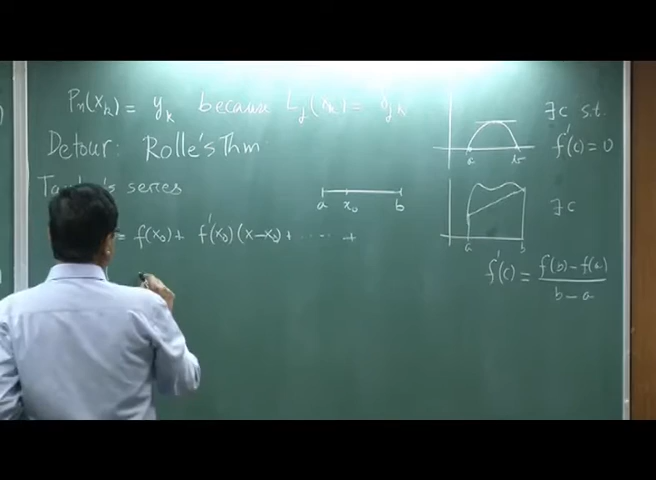 Pn(xk) = yk because Lj(xk) = δjk
Detour: Rolle's Thm
series
a x₀ b
= f(x₀) + f'(x₀)(x-x₀) + ..... +
a b
∃c s.t.
f'(c) = 0
a b
∃c
f'(c) = f(b) - f(a) / b - a